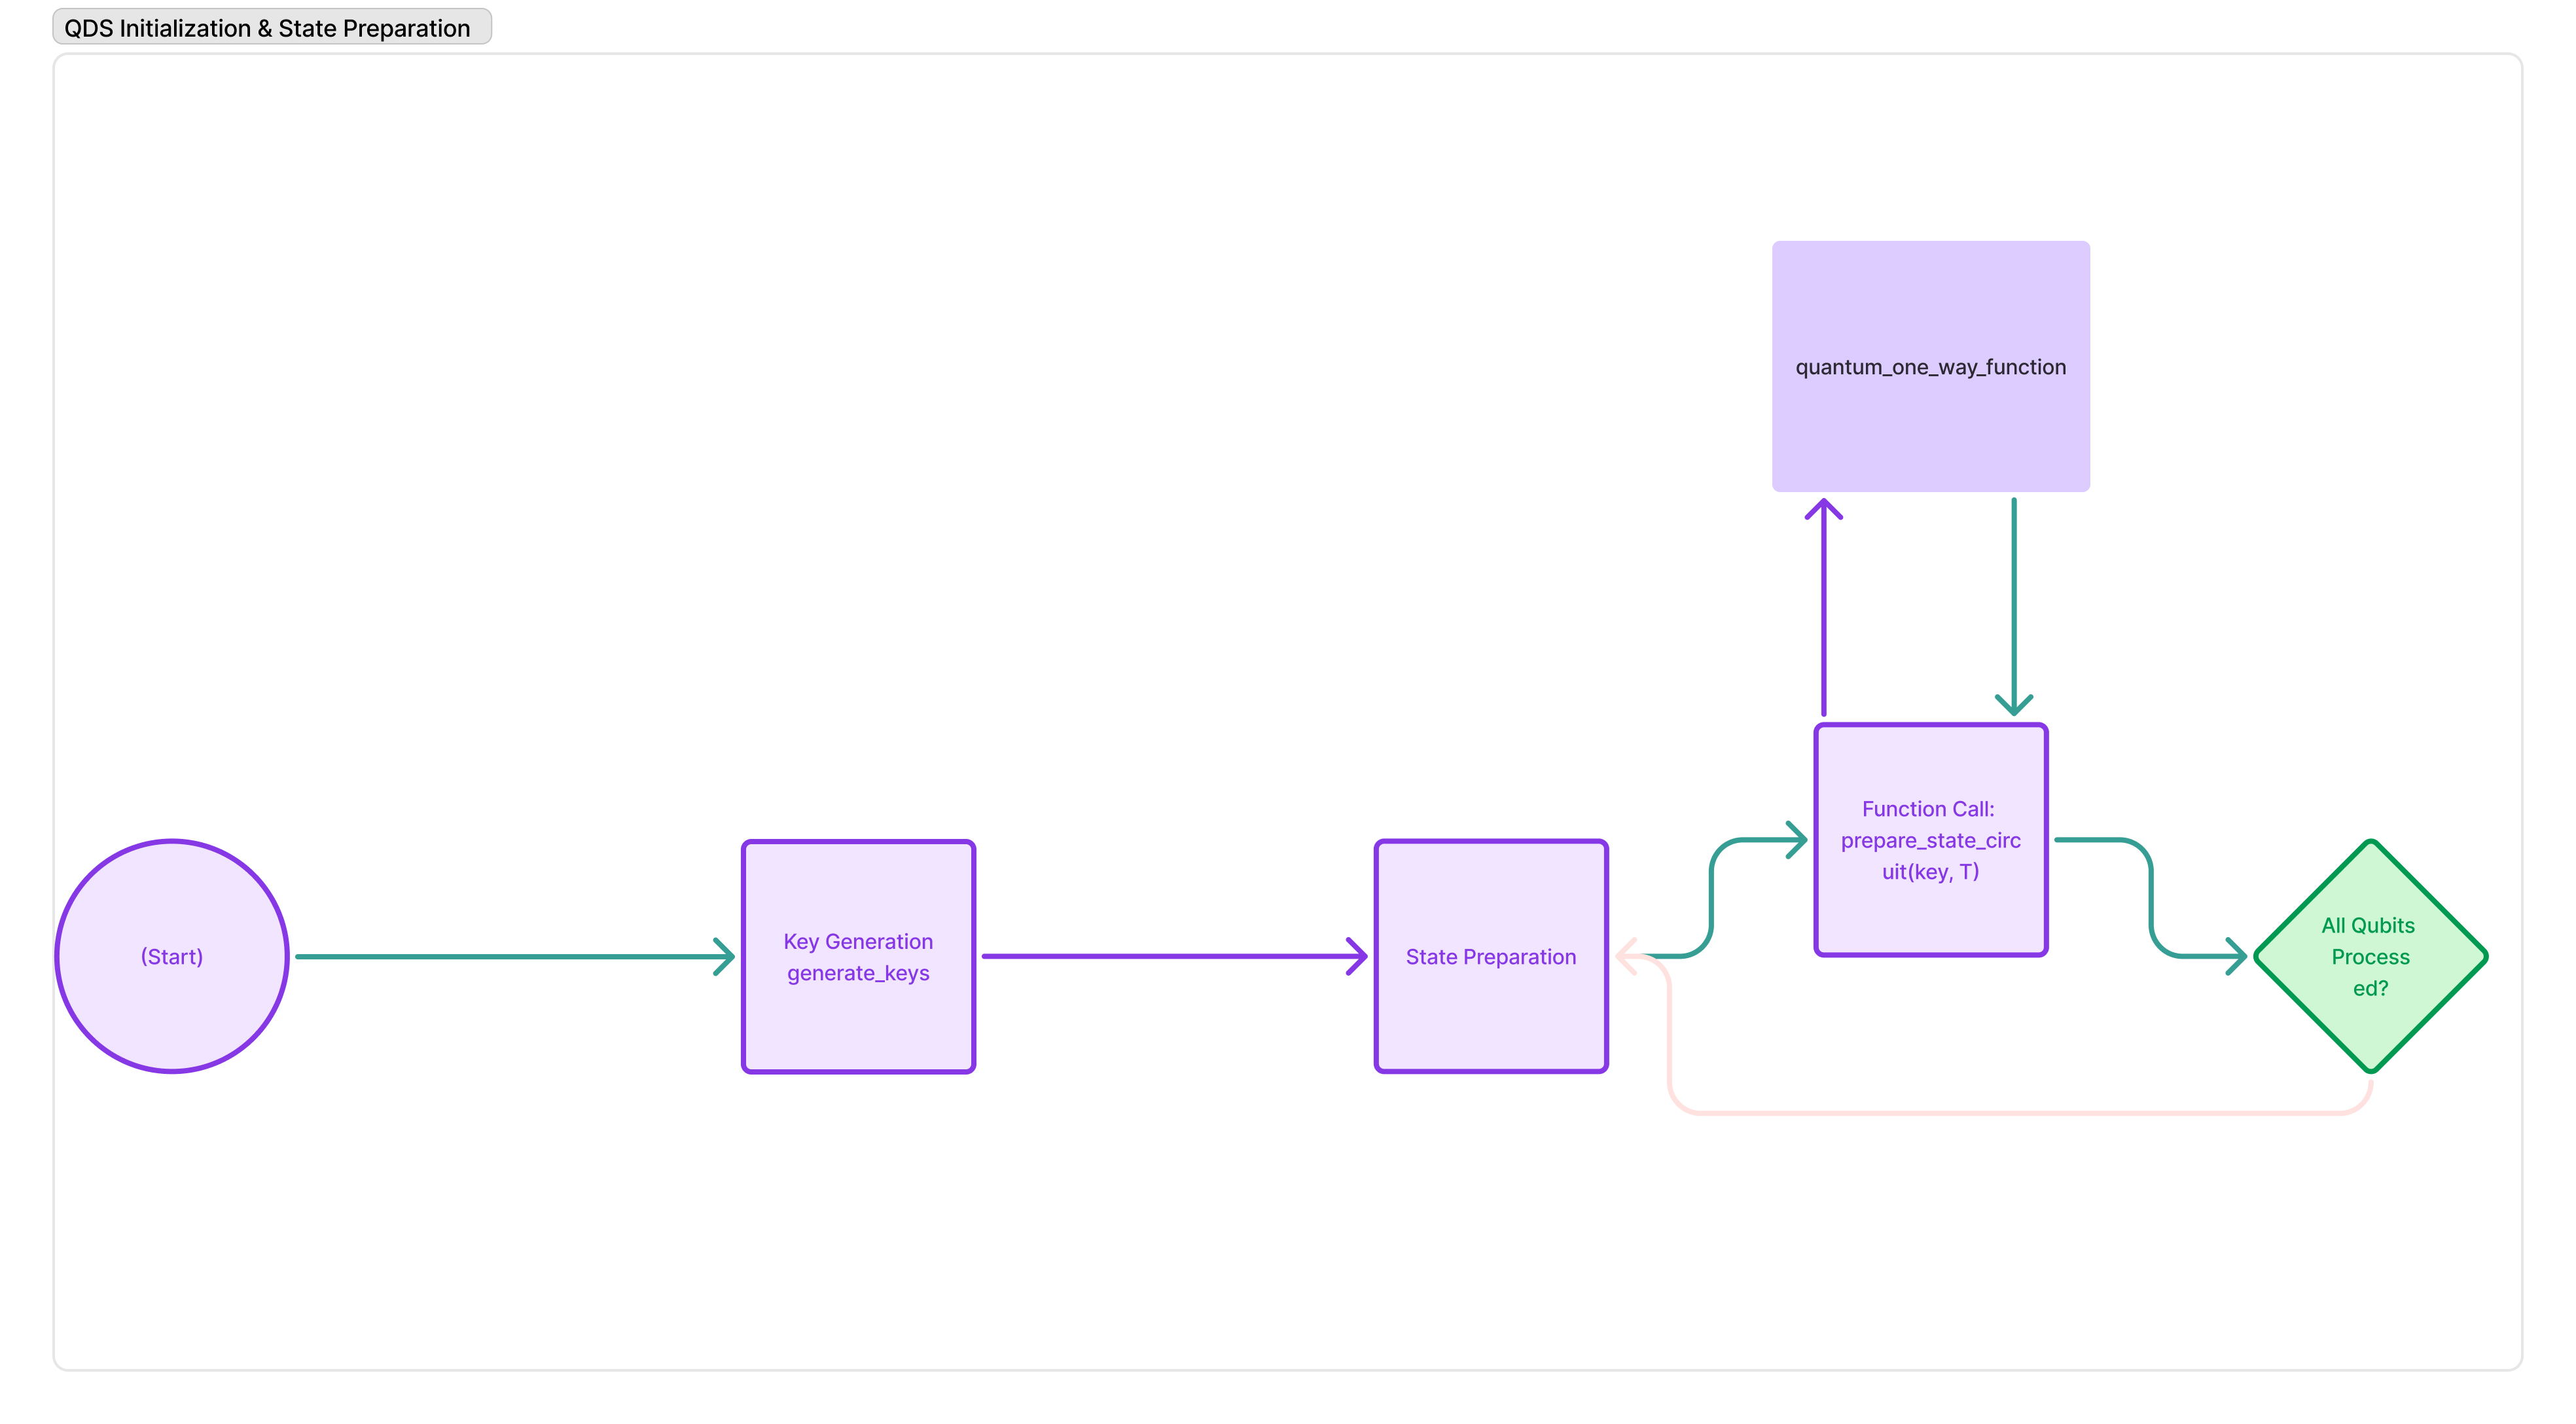 QDS Initialization & State Preparation
quantum_one_way_function
Function Call:
prepare_state_circ
uit(key, T)
(Start)
Key Generation
generate_keys
State Preparation
All Qubits
Process
ed?